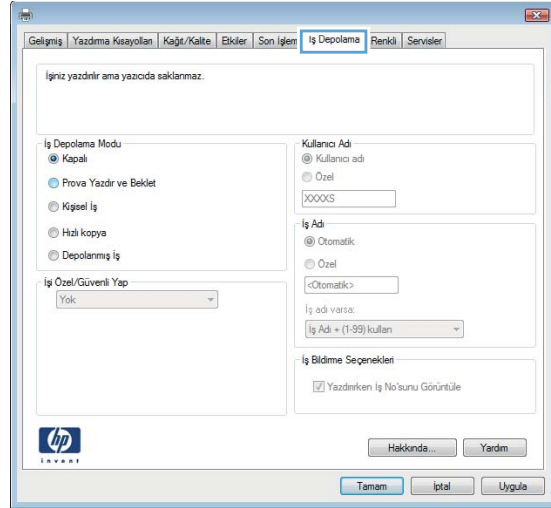 Gelişmiş Yazdırma Kısayolları Kağıt/Kalite Etkiler Son İşlem İş Depolama Renkli Servisler
İşiniz yazdırılır ama yazıcıda saklanmaz.
İş Depolama Modu
Kapalı
Prova Yazdır ve Beklet
Kişisel İş
Hızlı kopya
Depolanmış İş
İşi Özel/Güvenli Yap
Yok
Kullanıcı Adı
Kullanıcı adı
Özel
XXXXS
İş Adı
Otomatik
Özel
<Otomatik>
İş adı varsa:
İş Adı + (1-99) kullan
İş Bildirme Seçenekleri
Yazdırırken İş No'sunu Görüntüle
hp
invent
Hakkında... Yardım
Tamam İptal Uygula